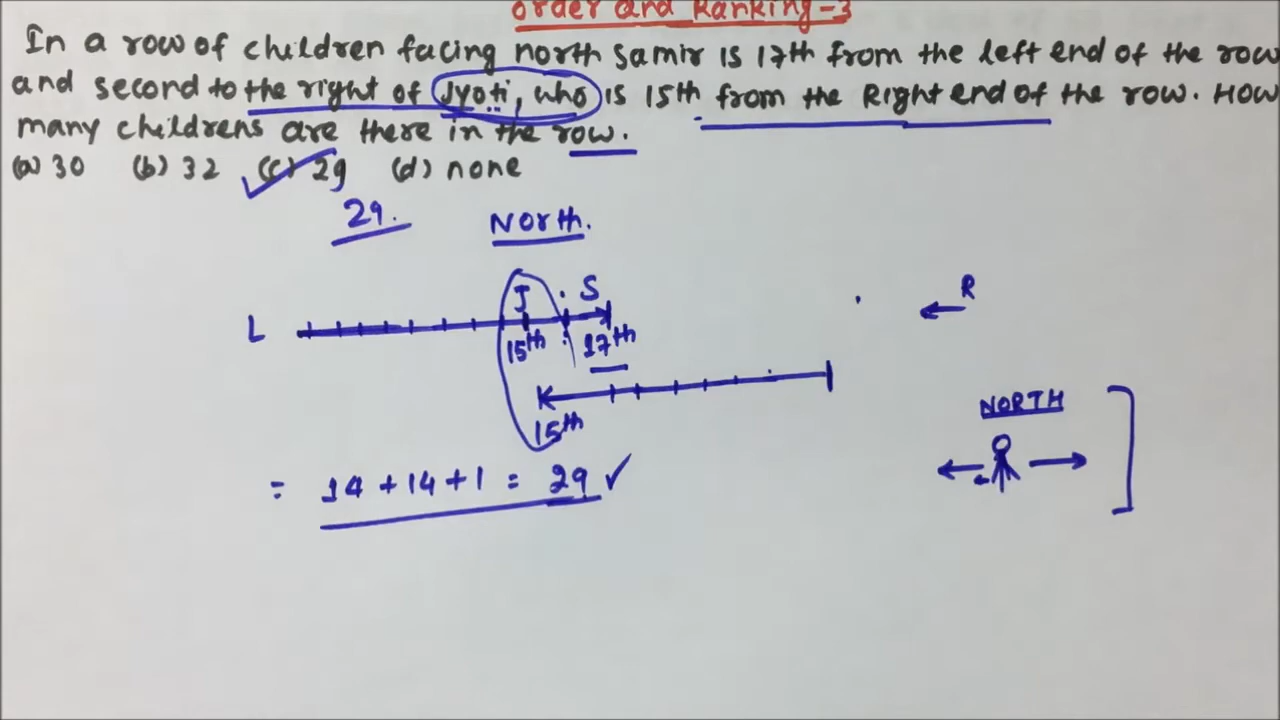 Order and Ranking-3
In a row of children facing north Samir is 17th from the left end of the row
and second to the right of Jyoti, who is 15th from the Right end of the row. How
many childrens are there in the row.
(a) 30 (b) 32 (c) 29 (d) none
29. North.
J . S
L
R
15th 17th
15th
NORTH
= 14 + 14 + 1 = 29 ✓